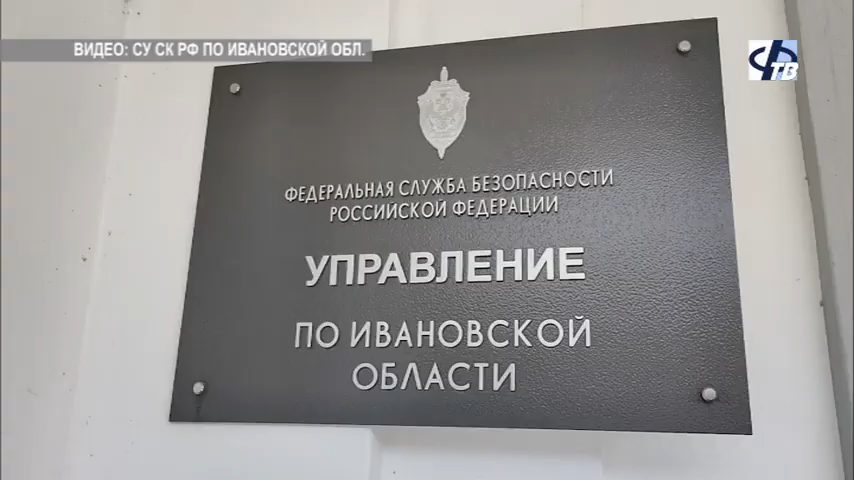 ВИДЕО: СУ СК РФ ПО ИВАНОВСКОЙ ОБЛ.
ТВ
ФЕДЕРАЛЬНАЯ СЛУЖБА БЕЗОПАСНОСТИ
РОССИЙСКОЙ ФЕДЕРАЦИИ
УПРАВЛЕНИЕ
ПО ИВАНОВСКОЙ
ОБЛАСТИ